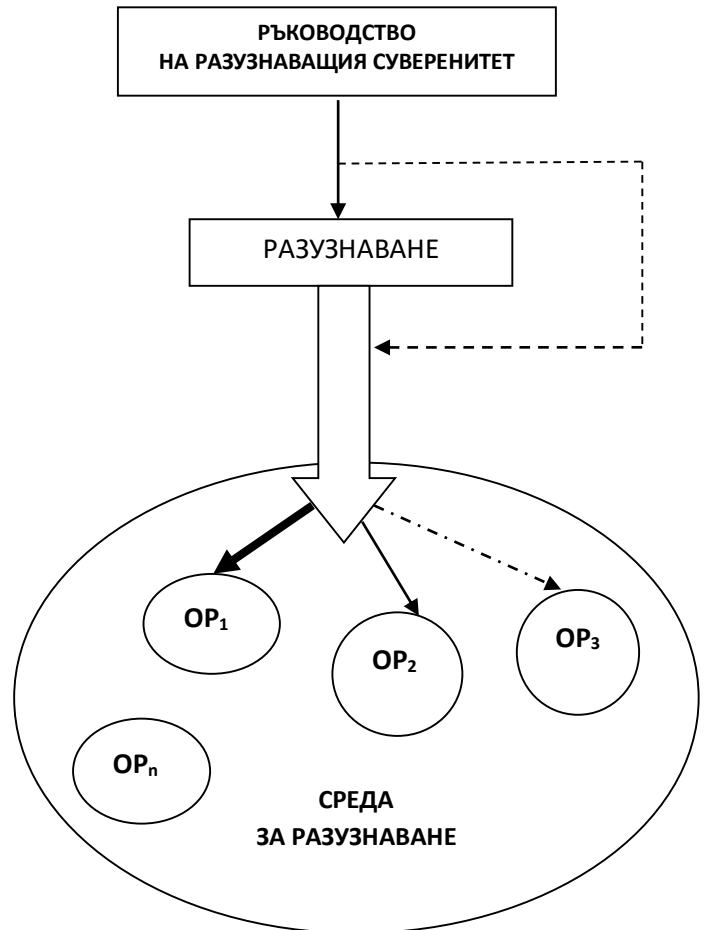 РЪКОВОДСТВО
НА РАЗУЗНАВАЩИЯ СУВЕРЕНИТЕТ
РАЗУЗНАВАНЕ
ОР₁
ОР₂
ОР₃
ОРₙ
СРЕДА
ЗА РАЗУЗНАВАНЕ